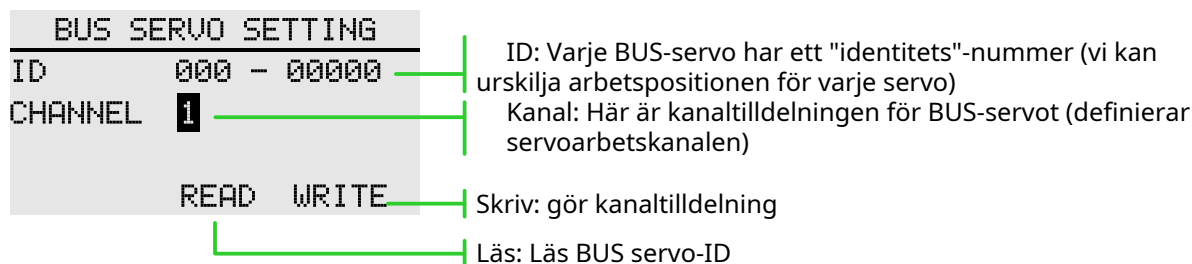 BUS SERVO SETTING
ID 000 - 00000
CHANNEL 1
READ WRITE
ID: Varje BUS-servo har ett "identitets"-nummer (vi kan
urskilja arbetspositionen för varje servo)
Kanal: Här är kanaltilldelningen för BUS-servot (definierar
servoarbetskanalen)
Skriv: gör kanaltilldelning
Läs: Läs BUS servo-ID